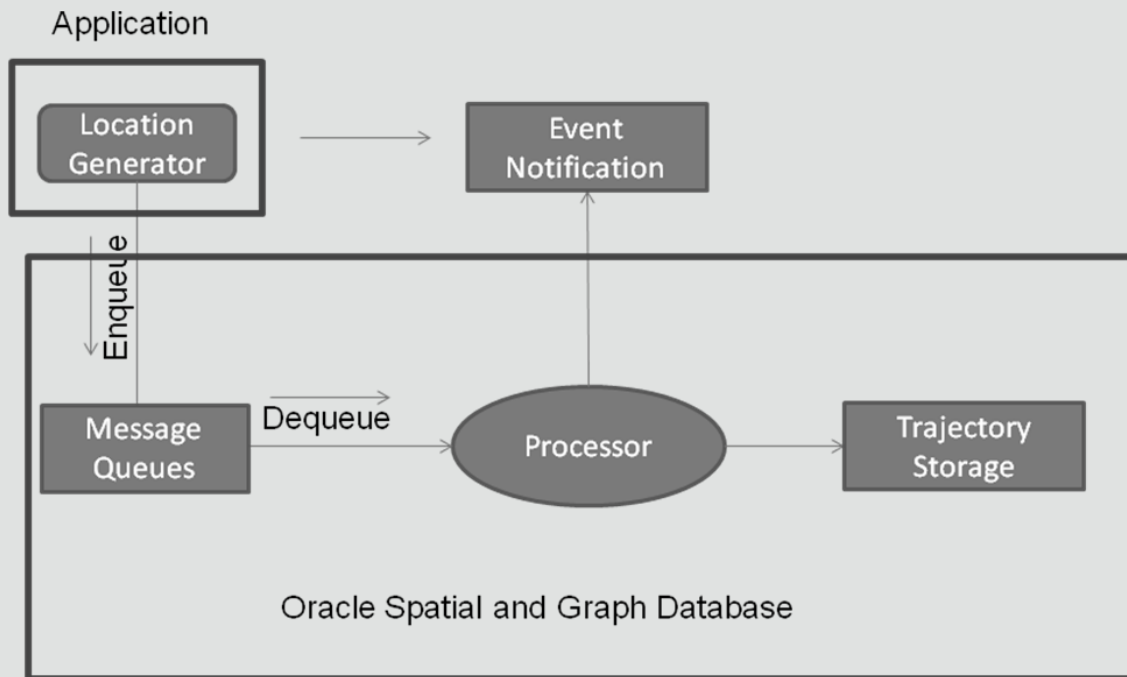 Application
Location
Generator
Event
Notification
Enqueue
Message
Queues
Dequeue
Processor
Trajectory
Storage
Oracle Spatial and Graph Database